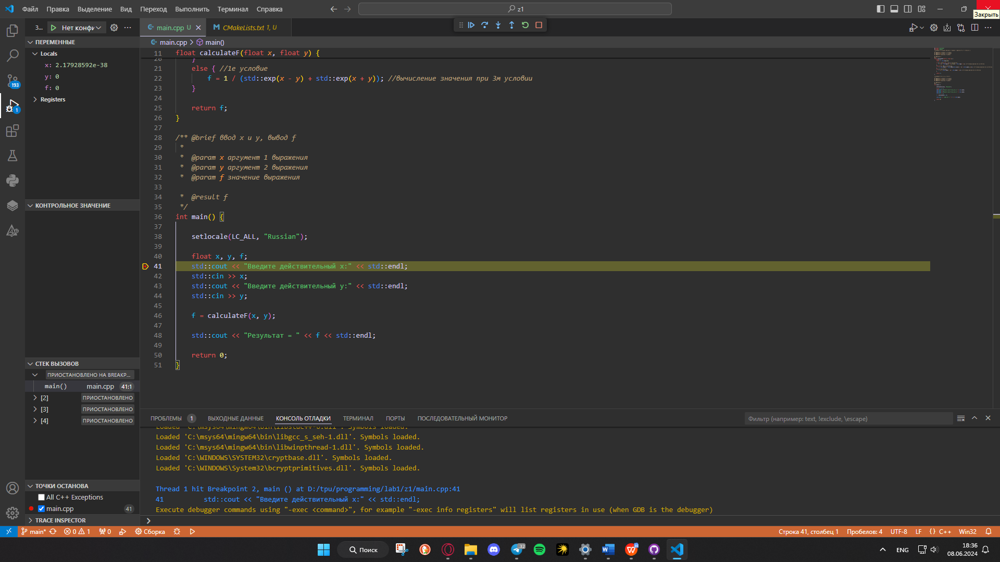 Файл Правка Выделение Вид Переход Выполнить Терминал Справка
z1
Закрыть
З... Нет конфи
main.cpp U
CMakeLists.txt 1, U
main.cpp > main()
ПЕРЕМЕННЫЕ
Locals
x: 2.17928592e-38
y: 0
f: 0
Registers
193
1
КОНТРОЛЬНОЕ ЗНАЧЕНИЕ
СТЕК ВЫЗОВОВ
ПРИОСТАНОВЛЕНО НА BREAKP...
main() main.cpp 41:1
[2] ПРИОСТАНОВЛЕНО
[3] ПРИОСТАНОВЛЕНО
[4] ПРИОСТАНОВЛЕНО
ТОЧКИ ОСТАНОВА
All C++ Exceptions
main.cpp 41
TRACE INSPECTOR
11 float calculateF(float x, float y) {
20 }
21 else { //1е условие
22 f = 1 / (std::exp(x - y) + std::exp(x + y)); //вычисление значения при 3м условии
23 }
24
25 return f;
26 }
27
28 /** @brief ввод x и y, вывод f
29 *
30 * @param x аргумент 1 выражения
31 * @param y аргумент 2 выражения
32 * @param f значение выражения
33
34 * @result f
35 */
36 int main() {
37
38 setlocale(LC_ALL, "Russian");
39
40 float x, y, f;
41 std::cout << "Введите действительный x:" << std::endl;
42 std::cin >> x;
43 std::cout << "Введите действительный y:" << std::endl;
44 std::cin >> y;
45
46 f = calculateF(x, y);
47
48 std::cout << "Результат = " << f << std::endl;
49
50 return 0;
51 }
ПРОБЛЕМЫ 1 ВЫХОДНЫЕ ДАННЫЕ КОНСОЛЬ ОТЛАДКИ ТЕРМИНАЛ ПОРТЫ ПОСЛЕДОВАТЕЛЬНЫЙ МОНИТОР
Фильтр (например: text, !exclude, \escape)
Loaded 'C:\msys64\mingw64\bin\libstdc++-6.dll'. Symbols loaded.
Loaded 'C:\msys64\mingw64\bin\libgcc_s_seh-1.dll'. Symbols loaded.
Loaded 'C:\msys64\mingw64\bin\libwinpthread-1.dll'. Symbols loaded.
Loaded 'C:\WINDOWS\SYSTEM32\cryptbase.dll'. Symbols loaded.
Loaded 'C:\WINDOWS\System32\bcryptprimitives.dll'. Symbols loaded.
Thread 1 hit Breakpoint 2, main () at D:/tpu/programming/lab1/z1/main.cpp:41
41 std::cout << "Введите действительный x:" << std::endl;
Execute debugger commands using "-exec <command>", for example "-exec info registers" will list registers in use (when GDB is the debugger)
main* 0 1 0 Сборка
Строка 41, столбец 1 Пробелов: 4 UTF-8 LF {} C++ Win32
Поиск
32
ENG
18:36
08.06.2024